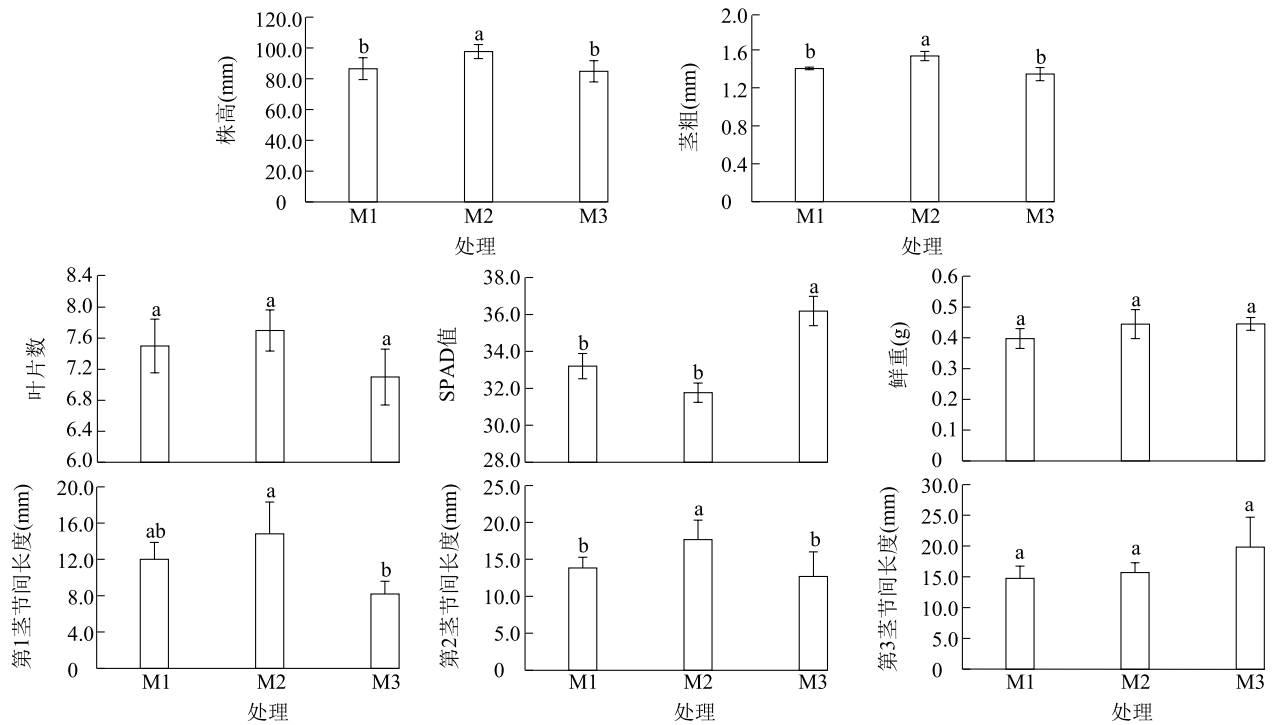 株高(mm)
120.0
100.0
80.0
60.0
40.0
20.0
0
b
a
b
M1
M2
M3
茎粗(mm)
2.0
1.6
1.2
0.8
0.4
0
b
a
b
M1
M2
M3
处理
处理
叶片数
8.4
8.0
7.6
7.2
6.8
6.4
6.0
a
a
a
SPAD值
38.0
36.0
34.0
32.0
30.0
28.0
b
b
a
鲜重(g)
0.6
0.5
0.4
0.3
0.2
0.1
0
a
a
a
第1茎节间长度(mm)
20.0
16.0
12.0
8.0
4.0
0
ab
a
b
M1
M2
M3
处理
第2茎节间长度(mm)
25.0
20.0
15.0
10.0
5.0
0
b
a
b
M1
M2
M3
处理
第3茎节间长度(mm)
30.0
25.0
20.0
15.0
10.0
5.0
0
a
a
a
M1
M2
M3
处理